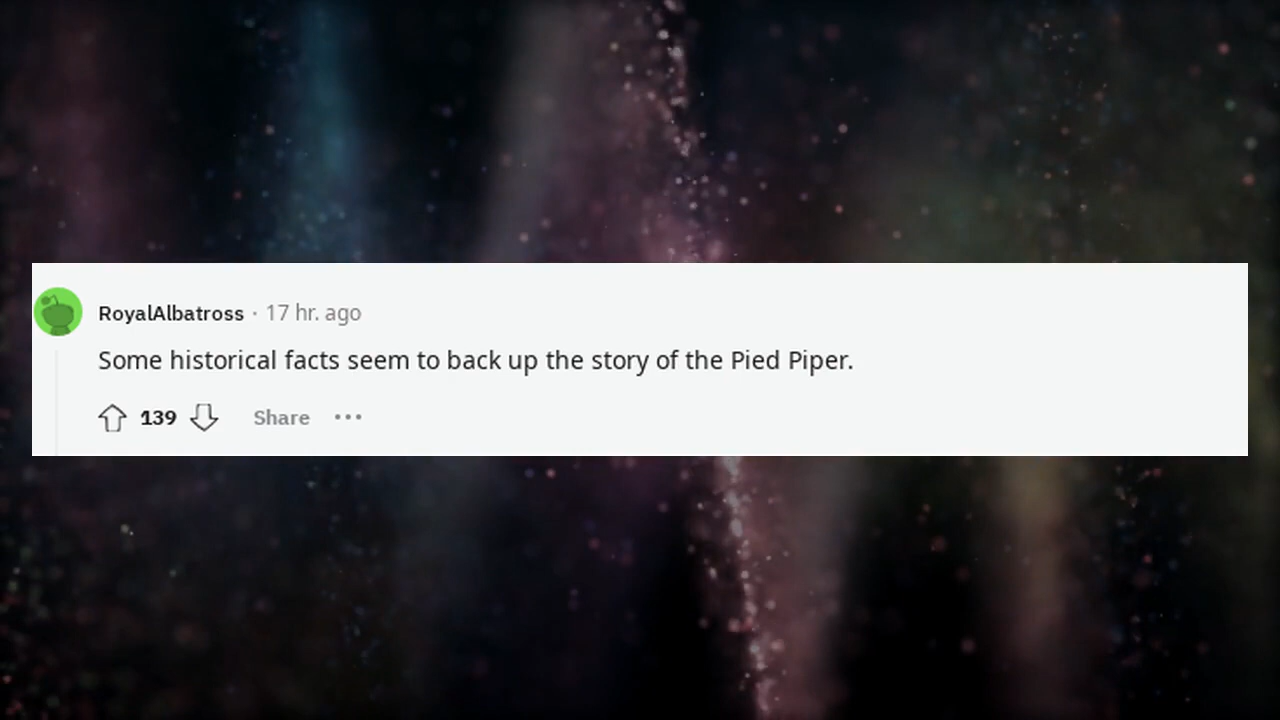 RoyalAlbatross · 17 hr. ago
Some historical facts seem to back up the story of the Pied Piper.
139 Share •••